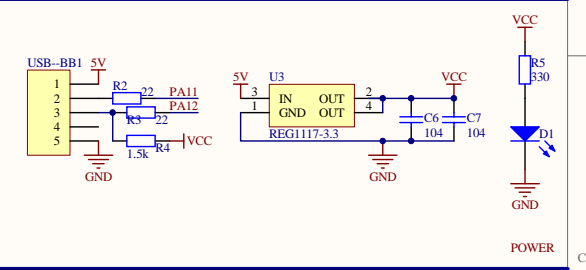 VCC
USB--BB1
5V
1
2
3
4
5
R2
22
PA11
PA12
R3
22
R4
1.5k
VCC
GND
5V
U3
3
1
IN
GND
OUT
OUT
2
4
REG1117-3.3
VCC
C6
104
C7
104
GND
R5
330
D1
GND
POWER
C